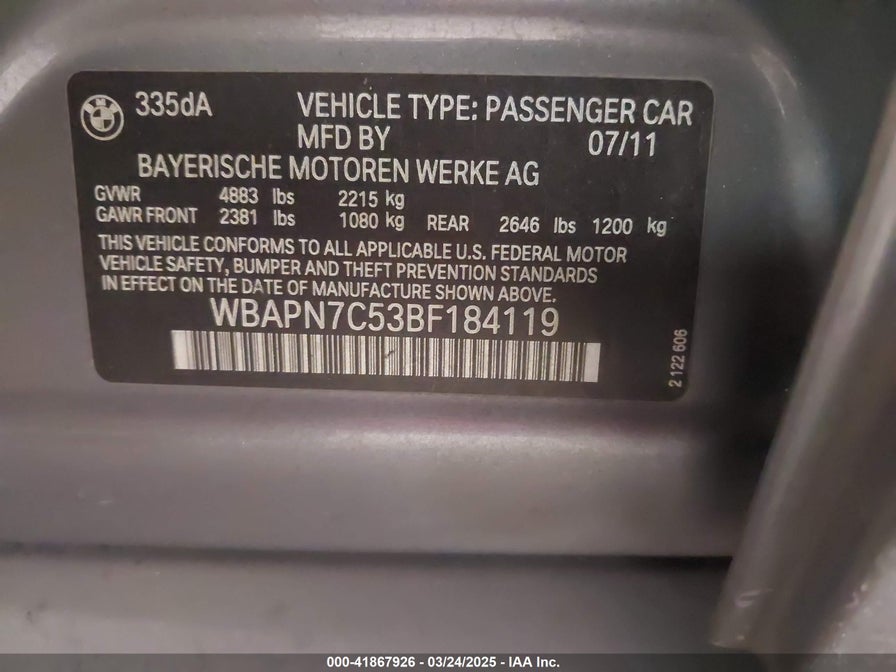 335dA VEHICLE TYPE: PASSENGER CAR
MFD BY 07/11
BAYERISCHE MOTOREN WERKE AG
GVWR 4883 lbs 2215 kg
GAWR FRONT 2381 lbs 1080 kg REAR 2646 lbs 1200 kg
THIS VEHICLE CONFORMS TO ALL APPLICABLE U.S. FEDERAL MOTOR
VEHICLE SAFETY, BUMPER AND THEFT PREVENTION STANDARDS
IN EFFECT ON THE DATE OF MANUFACTURE SHOWN ABOVE.
WBAPN7C53BF184119
2 122 606
000-41867926 - 03/24/2025 - IAA Inc.